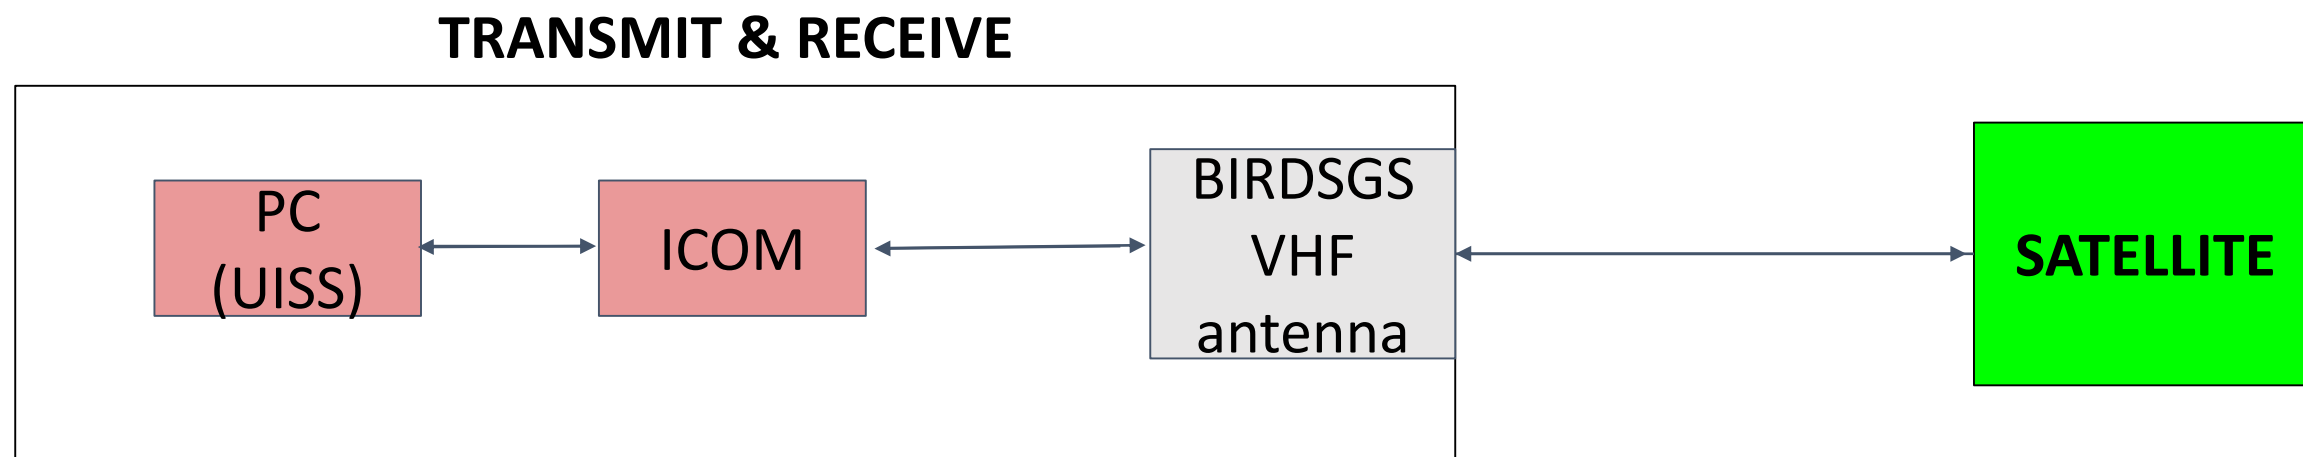 TRANSMIT & RECEIVE
PC
(UISS)
ICOM
BIRDSGS
VHF
antenna
SATELLITE